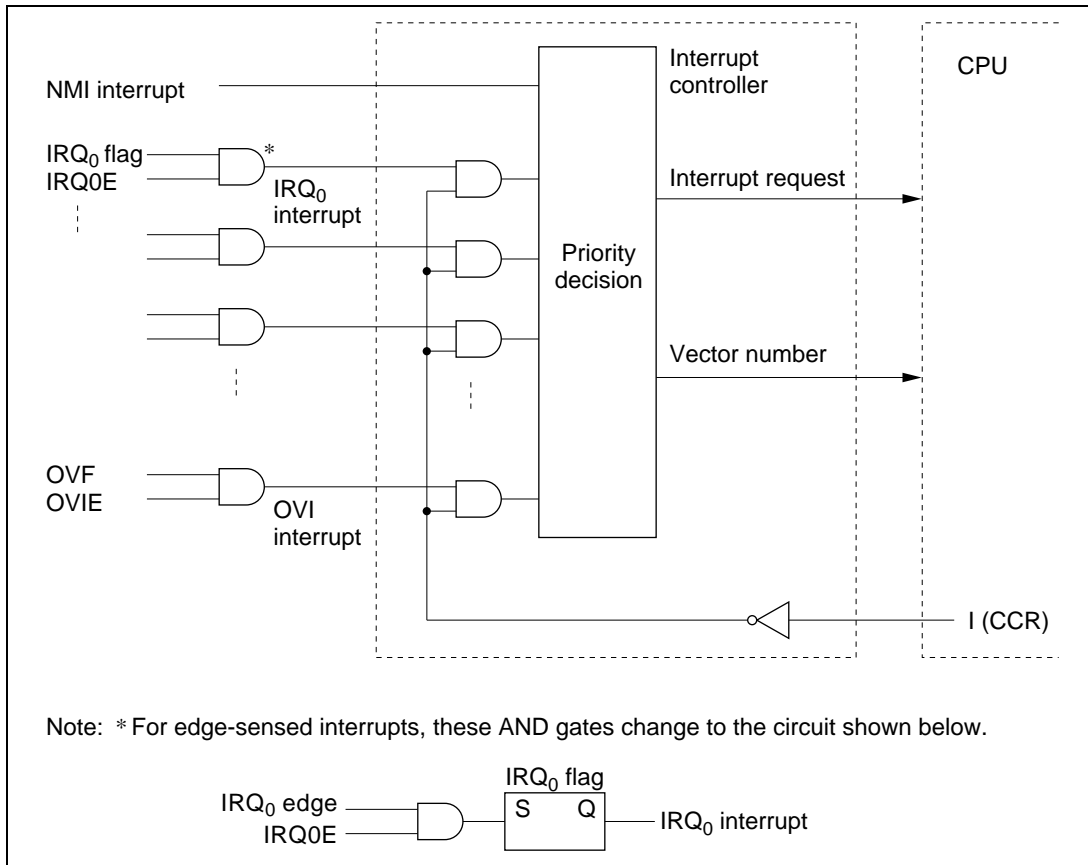 NMI interrupt
Interrupt
controller
CPU
IRQ0 flag
IRQ0E
*
IRQ0
interrupt
Interrupt request
Priority
decision
Vector number
OVF
OVIE
OVI
interrupt
I (CCR)
Note: * For edge-sensed interrupts, these AND gates change to the circuit shown below.
IRQ0 flag
IRQ0 edge
IRQ0E
S Q
IRQ0 interrupt